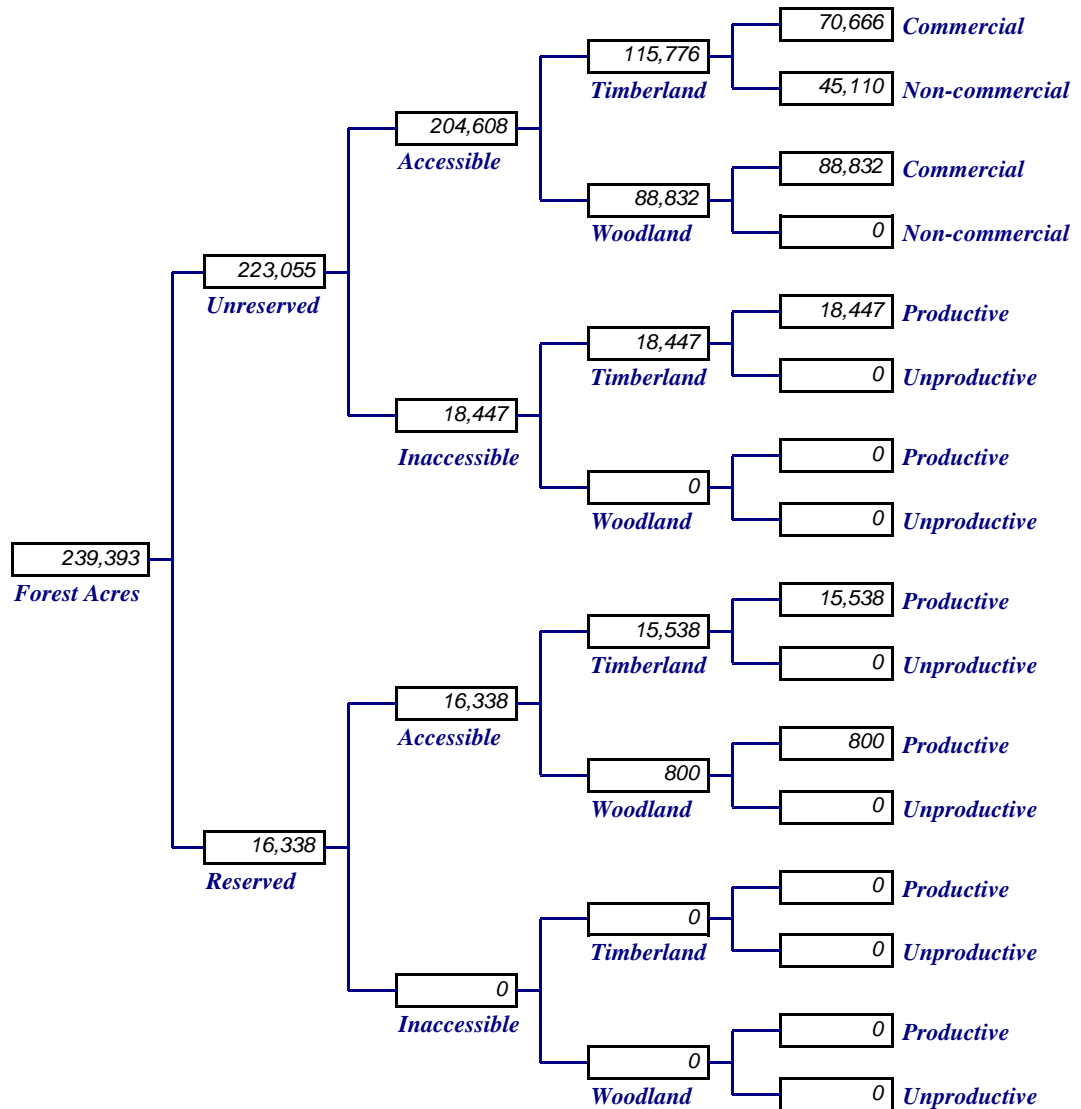 70,666 Commercial
115,776
Timberland
45,110 Non-commercial
204,608
Accessible
88,832 Commercial
88,832
Woodland
0 Non-commercial
223,055
Unreserved
18,447 Productive
18,447
Timberland
0 Unproductive
18,447
Inaccessible
0 Productive
0
Woodland
0 Unproductive
239,393
Forest Acres
15,538 Productive
15,538
Timberland
0 Unproductive
16,338
Accessible
800 Productive
800
Woodland
0 Unproductive
16,338
Reserved
0 Productive
0
Timberland
0 Unproductive
0
Inaccessible
0 Productive
0
Woodland
0 Unproductive